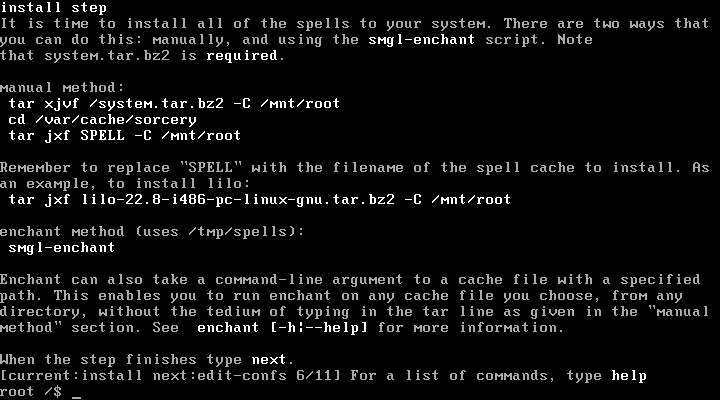 install step
It is time to install all of the spells to your system. There are two ways that
you can do this: manually, and using the smgl-enchant script. Note
that system.tar.bz2 is required.
manual method:
tar xjvf /system.tar.bz2 -C /mnt/root
cd /var/cache/sorcery
tar jxf SPELL -C /mnt/root
Remember to replace "SPELL" with the filename of the spell cache to install. As
an example, to install lilo:
tar jxf lilo-22.8-i486-pc-linux-gnu.tar.bz2 -C /mnt/root
enchant method (uses /tmp/spells):
smgl-enchant
Enchant can also take a command-line argument to a cache file with a specified
path. This enables you to run enchant on any cache file you choose, from any
directory, without the tedium of typing in the tar line as given in the "manual
method" section. See  enchant [-h¦--help] for more information.
When the step finishes type next.
[current:install next:edit-confs 6/11] For a list of commands, type help
root /$ _